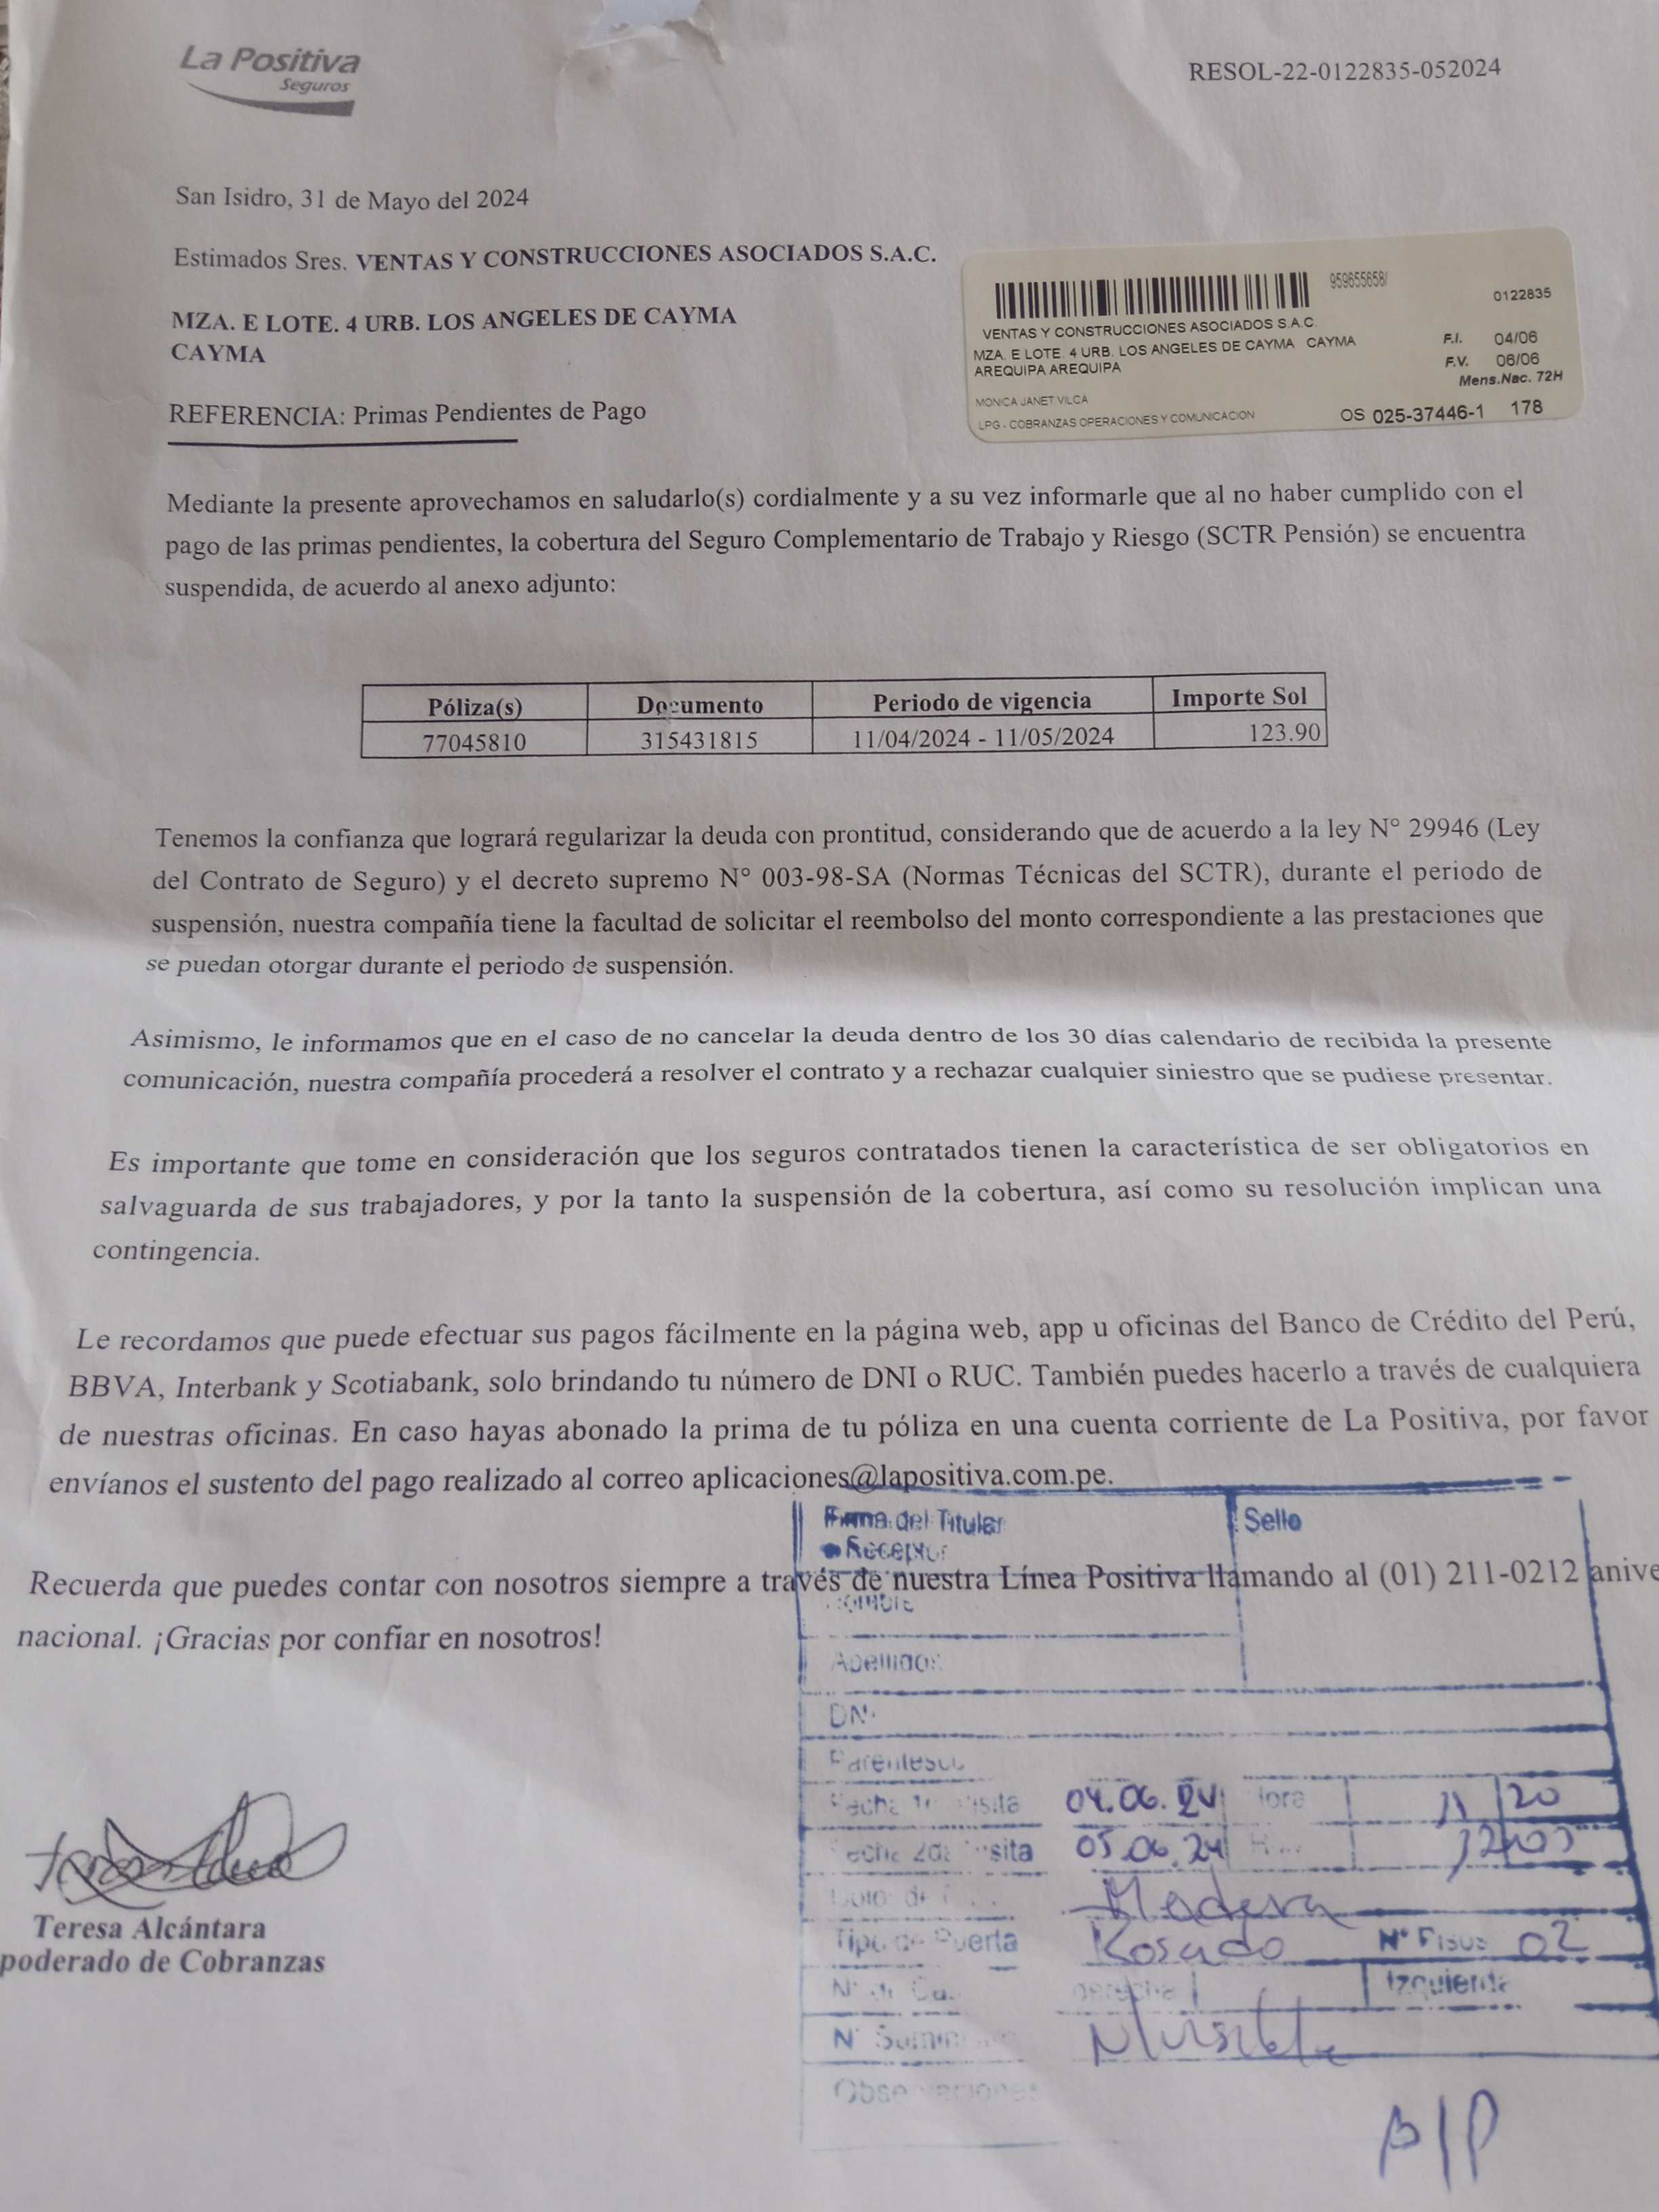 La Positiva
Seguros
RESOL-22-0122835-052024
San Isidro, 31 de Mayo del 2024
Estimados Sres. VENTAS Y CONSTRUCCIONES ASOCIADOS S.A.C.
MZA. E LOTE. 4 URB. LOS ANGELES DE CAYMA
CAYMA
REFERENCIA: Primas Pendientes de Pago
959655658/
0122835
VENTAS Y CONSTRUCCIONES ASOCIADOS S.A.C.
MZA. E LOTE. 4 URB. LOS ANGELES DE CAYMA CAYMA
AREQUIPA AREQUIPA
F.I. 04/06
F.V. 06/06
Mens.Nac. 72H
MONICA JANET VILCA
LPG - COBRANZAS OPERACIONES Y COMUNICACION
OS 025-37446-1 178
Mediante la presente aprovechamos en saludarlo(s) cordialmente y a su vez informarle que al no haber cumplido con el
pago de las primas pendientes, la cobertura del Seguro Complementario de Trabajo y Riesgo (SCTR Pensión) se encuentra
suspendida, de acuerdo al anexo adjunto:
Póliza(s) Documento Periodo de vigencia Importe Sol
77045810 315431815 11/04/2024 - 11/05/2024 123.90
Tenemos la confianza que logrará regularizar la deuda con prontitud, considerando que de acuerdo a la ley N° 29946 (Ley
del Contrato de Seguro) y el decreto supremo N° 003-98-SA (Normas Técnicas del SCTR), durante el periodo de
suspensión, nuestra compañía tiene la facultad de solicitar el reembolso del monto correspondiente a las prestaciones que
se puedan otorgar durante el periodo de suspensión.
Asimismo, le informamos que en el caso de no cancelar la deuda dentro de los 30 días calendario de recibida la presente
comunicación, nuestra compañía procederá a resolver el contrato y a rechazar cualquier siniestro que se pudiese presentar.
Es importante que tome en consideración que los seguros contratados tienen la característica de ser obligatorios en
salvaguarda de sus trabajadores, y por la tanto la suspensión de la cobertura, así como su resolución implican una
contingencia.
Le recordamos que puede efectuar sus pagos fácilmente en la página web, app u oficinas del Banco de Crédito del Perú,
BBVA, Interbank y Scotiabank, solo brindando tu número de DNI o RUC. También puedes hacerlo a través de cualquiera
de nuestras oficinas. En caso hayas abonado la prima de tu póliza en una cuenta corriente de La Positiva, por favor
envíanos el sustento del pago realizado al correo aplicaciones@lapositiva.com.pe.
Firma del Titular Sello
Receptor
Recuerda que puedes contar con nosotros siempre a través de nuestra Línea Positiva llamando al (01) 211-0212 a nive
nacional. ¡Gracias por confiar en nosotros!
Apellidos
DNI
Parentesco
Fecha 1ra Visita 04.06.24 Hora 11 20
Fecha 2da Visita 05.06.24
Madera
Tipo de Puerta Rosado N° Pisos 02
derecha Izquierda
N° Sumin
Observaciones
Teresa Alcántara
poderado de Cobranzas